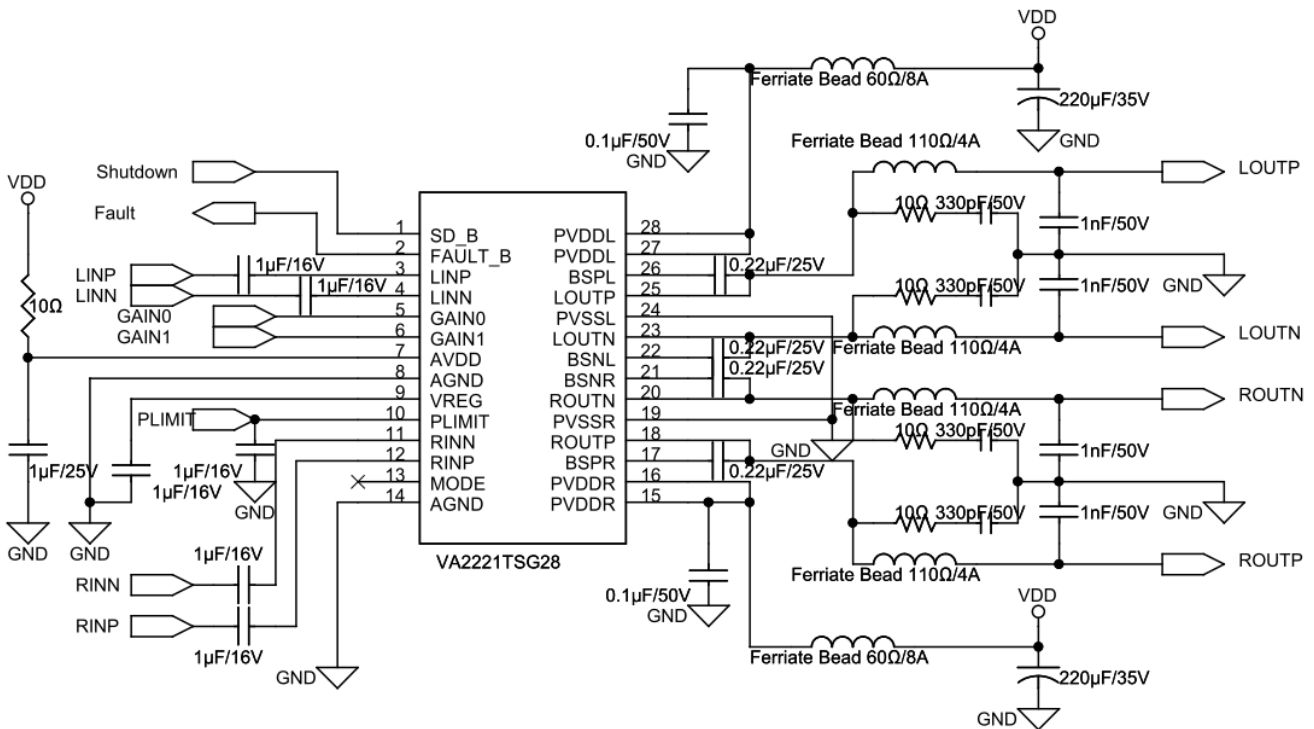 VDD
Ferriate Bead 60Ω/8A
220µF/35V
0.1µF/50V
GND
GND
Ferriate Bead 110Ω/4A
Shutdown
LOUTP
VDD
Fault
10Ω 330pF/50V
1nF/50V
1 SD_B PVDDL 28
2 FAULT_B PVDDL 27
1µF/16V
0.22µF/25V
LINP
3 LINP BSPL 26
1µF/16V
LINN
4 LINN LOUTP 25
10Ω 330pF/50V
1nF/50V
GND
10Ω
GAIN0
5 GAIN0 PVSSL 24
GAIN1
6 GAIN1 LOUTN 23
LOUTN
0.22µF/25V
Ferriate Bead 110Ω/4A
7 AVDD BSNL 22
0.22µF/25V
8 AGND BSNR 21
9 VREG ROUTN 20
ROUTN
Ferriate Bead 110Ω/4A
PLIMIT
10 PLIMIT PVSSR 19
10Ω 330pF/50V
11 RINN ROUTP 18
GND
1nF/50V
1µF/25V
1µF/16V
12 RINP BSPR 17
0.22µF/25V
1µF/16V
13 MODE PVDDR 16
14 AGND PVDDR 15
GND
10Ω 330pF/50V
1nF/50V
GND
GND
GND
1µF/16V
VA2221TSG28
ROUTP
Ferriate Bead 110Ω/4A
RINN
0.1µF/50V
GND
VDD
RINP
1µF/16V
Ferriate Bead 60Ω/8A
GND
220µF/35V
GND